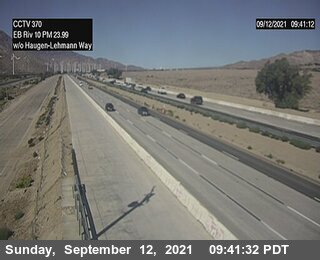 CCTV 370
EB Riv 10 PM 23.99
w/o Haugen-Lehmann Way
09/12/2021 09:41:12
Sunday, September 12, 2021 09:41:32 PDT